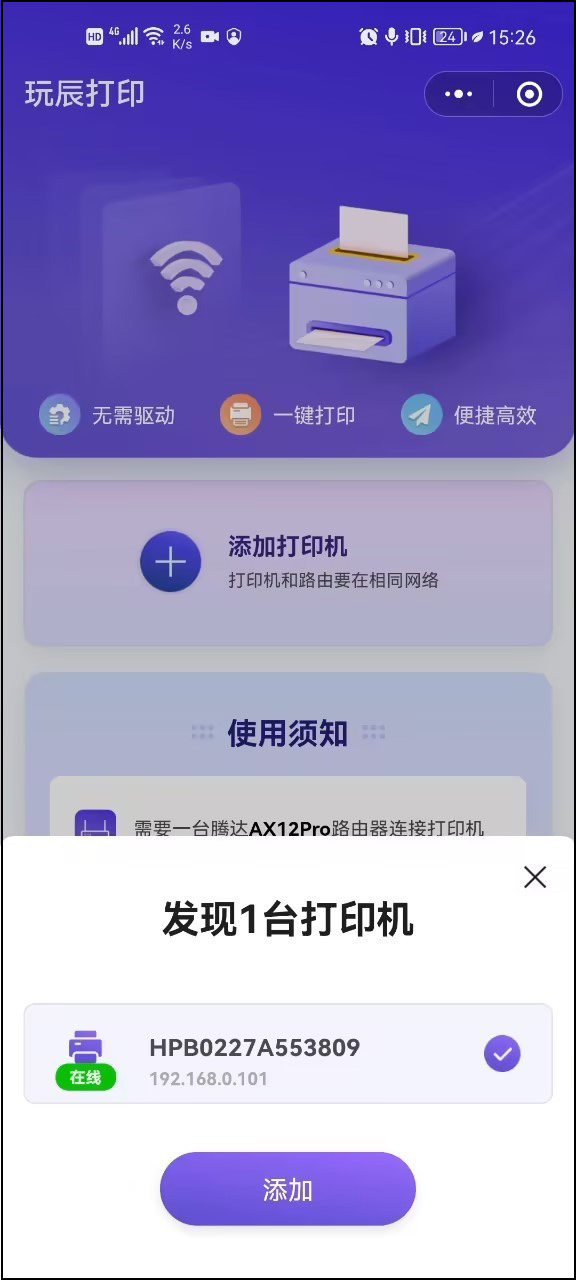 HD 4G 2.6 K/s 24 15:26
玩辰打印
无需驱动 一键打印 便捷高效
添加打印机
打印机和路由要在相同网络
使用须知
需要一台腾达AX12Pro路由器连接打印机
发现1台打印机
HPB0227A553809
在线
192.168.0.101
添加